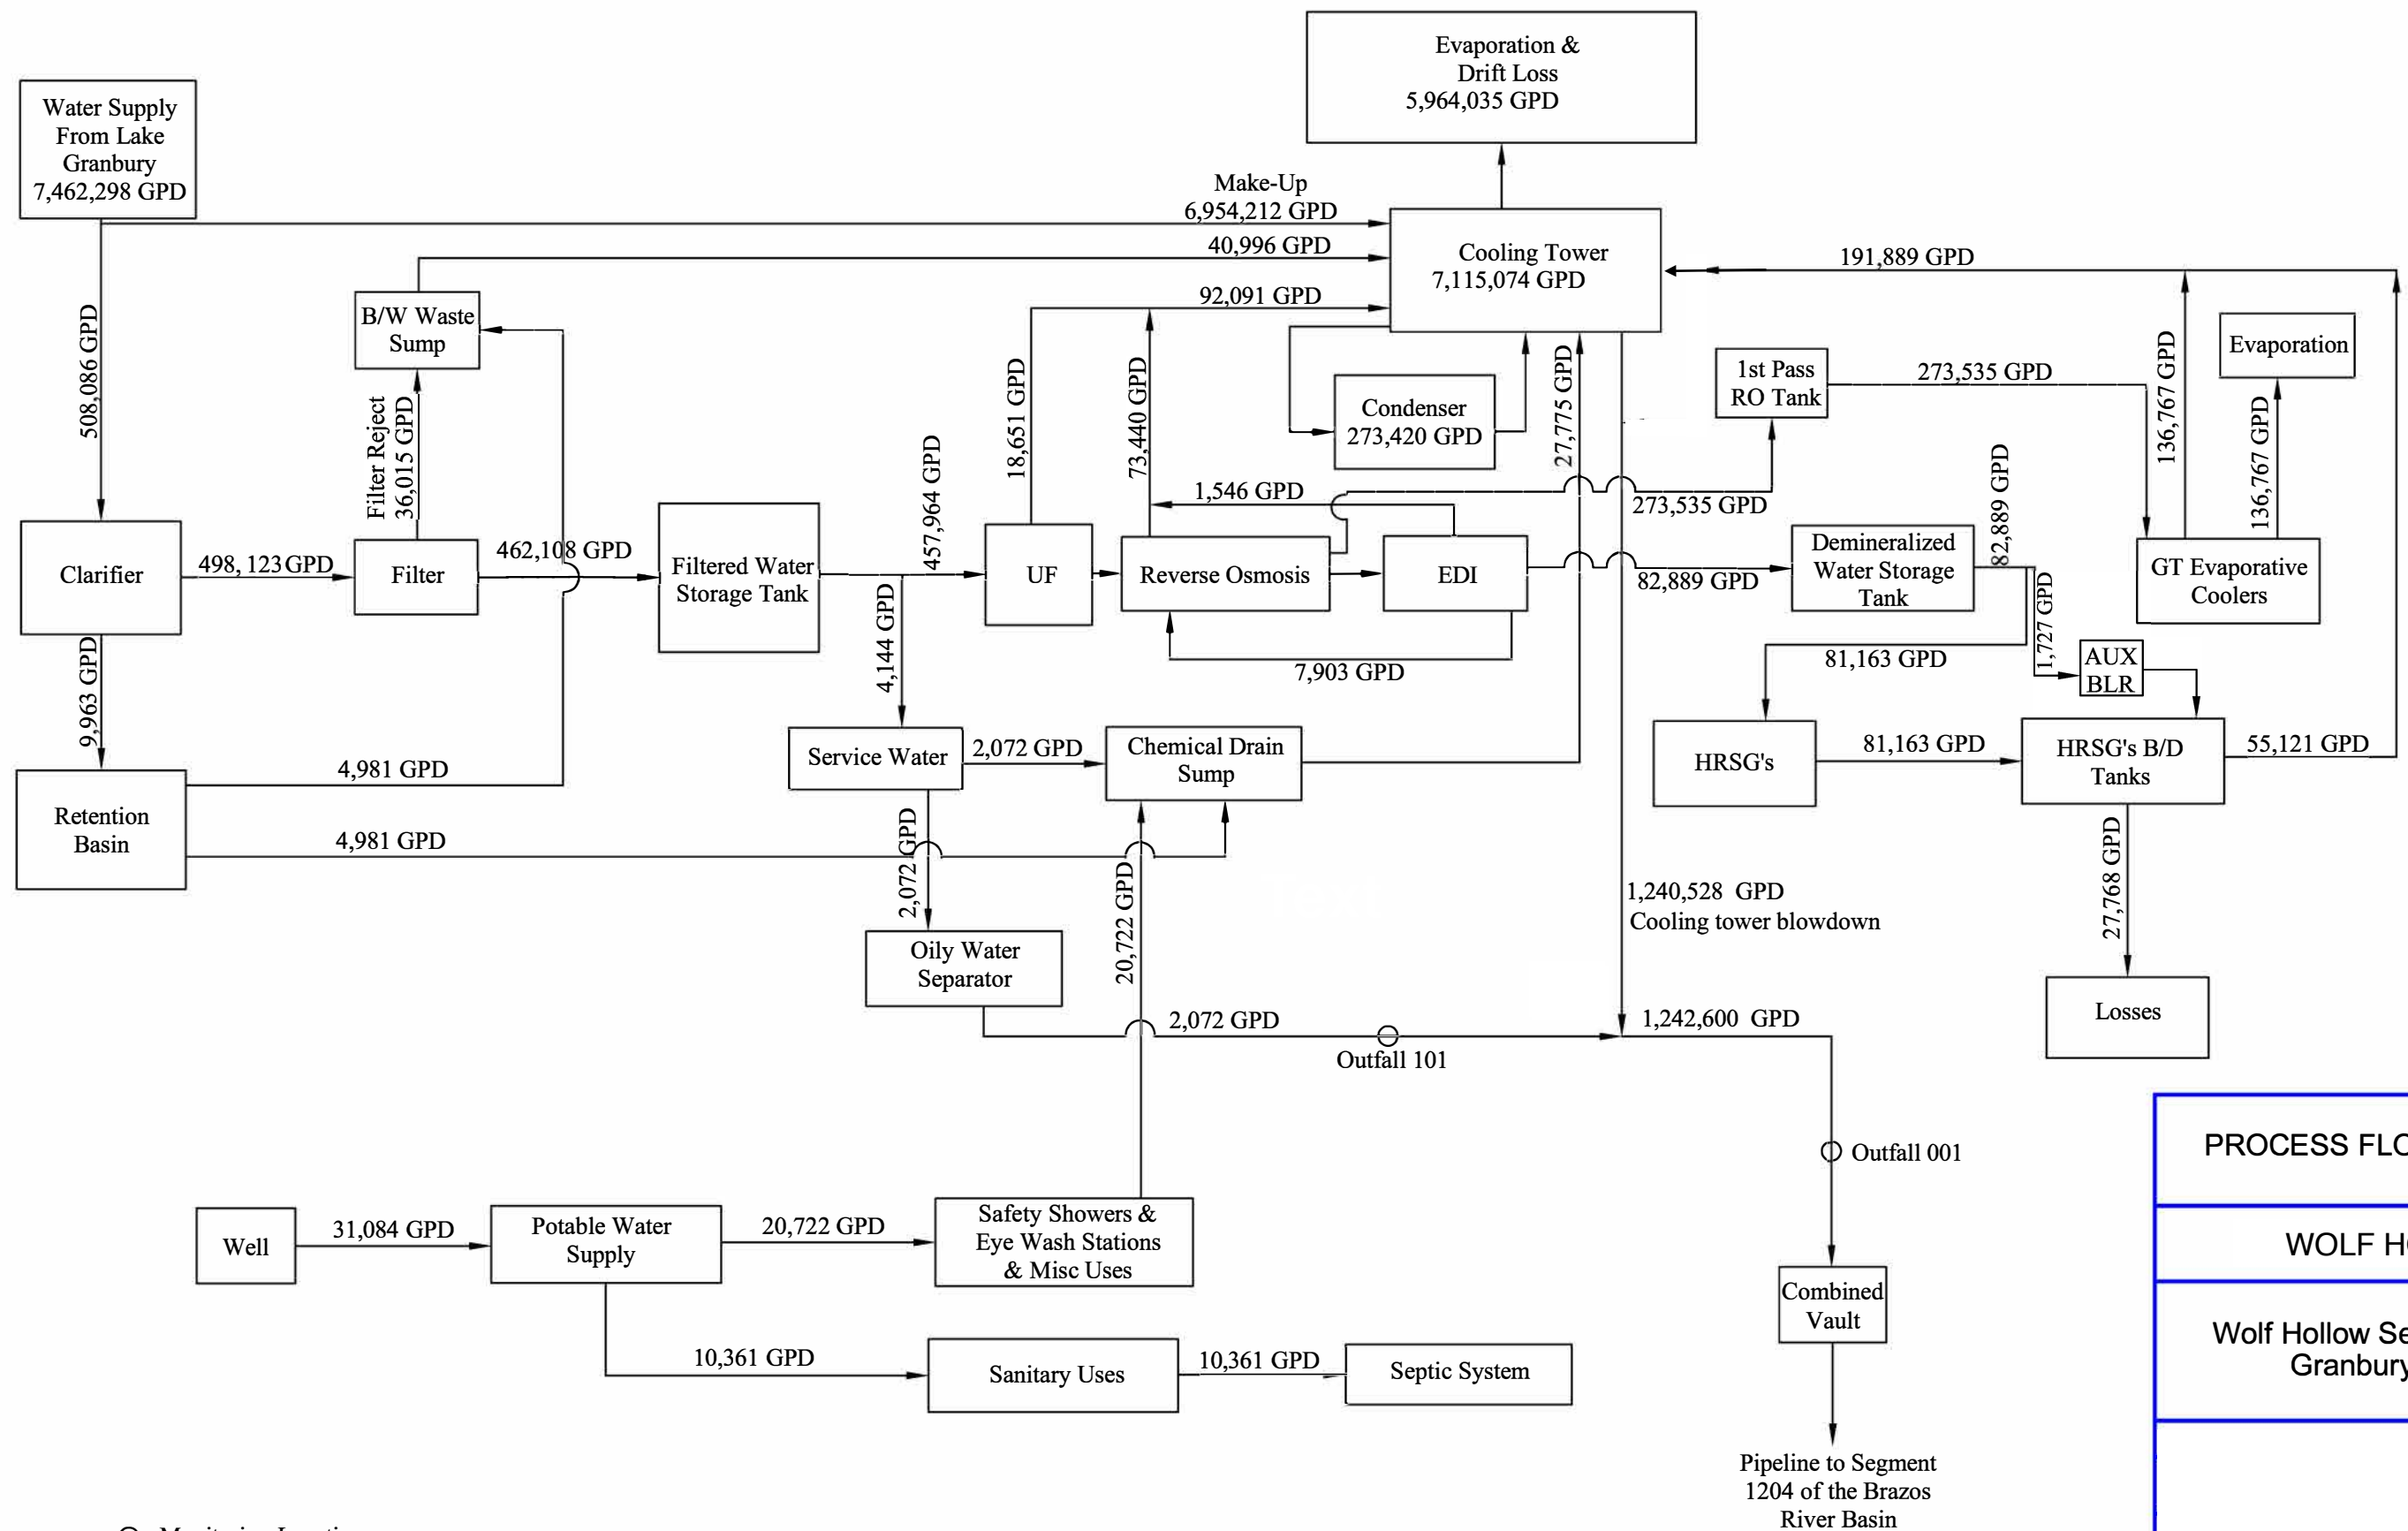 Evaporation &
Drift Loss
5,964,035 GPD
Water Supply
From Lake
Granbury
7,462,298 GPD
Make-Up
6,954,212 GPD
40,996 GPD
92,091 GPD
Cooling Tower
7,115,074 GPD
191,889 GPD
508,086 GPD
B/W Waste
Sump
Filter Reject
36,015 GPD
18,651 GPD
73,440 GPD
Condenser
273,420 GPD
27,775 GPD
1st Pass
RO Tank
273,535 GPD
136,767 GPD
Evaporation
136,767 GPD
457,964 GPD
1,546 GPD
273,535 GPD
82,889 GPD
Clarifier
498, 123 GPD
Filter
462,108 GPD
Filtered Water
Storage Tank
UF
Reverse Osmosis
EDI
82,889 GPD
Demineralized
Water Storage
Tank
GT Evaporative
Coolers
9,963 GPD
4,144 GPD
7,903 GPD
81,163 GPD
1,727 GPD
AUX
BLR
Retention
Basin
4,981 GPD
4,981 GPD
Service Water
2,072 GPD
Chemical Drain
Sump
HRSG's
81,163 GPD
HRSG's B/D
Tanks
55,121 GPD
2,072 GPD
20,722 GPD
27,768 GPD
1,240,528 GPD
Cooling tower blowdown
Oily Water
Separator
2,072 GPD
Outfall 101
1,242,600 GPD
Losses
Outfall 001
Well
31,084 GPD
Potable Water
Supply
20,722 GPD
Safety Showers &
Eye Wash Stations
& Misc Uses
10,361 GPD
Sanitary Uses
10,361 GPD
Septic System
Combined
Vault
Pipeline to Segment
1204 of the Brazos
River Basin
PROCESS FLO
WOLF H
Wolf Hollow Se
Granbury